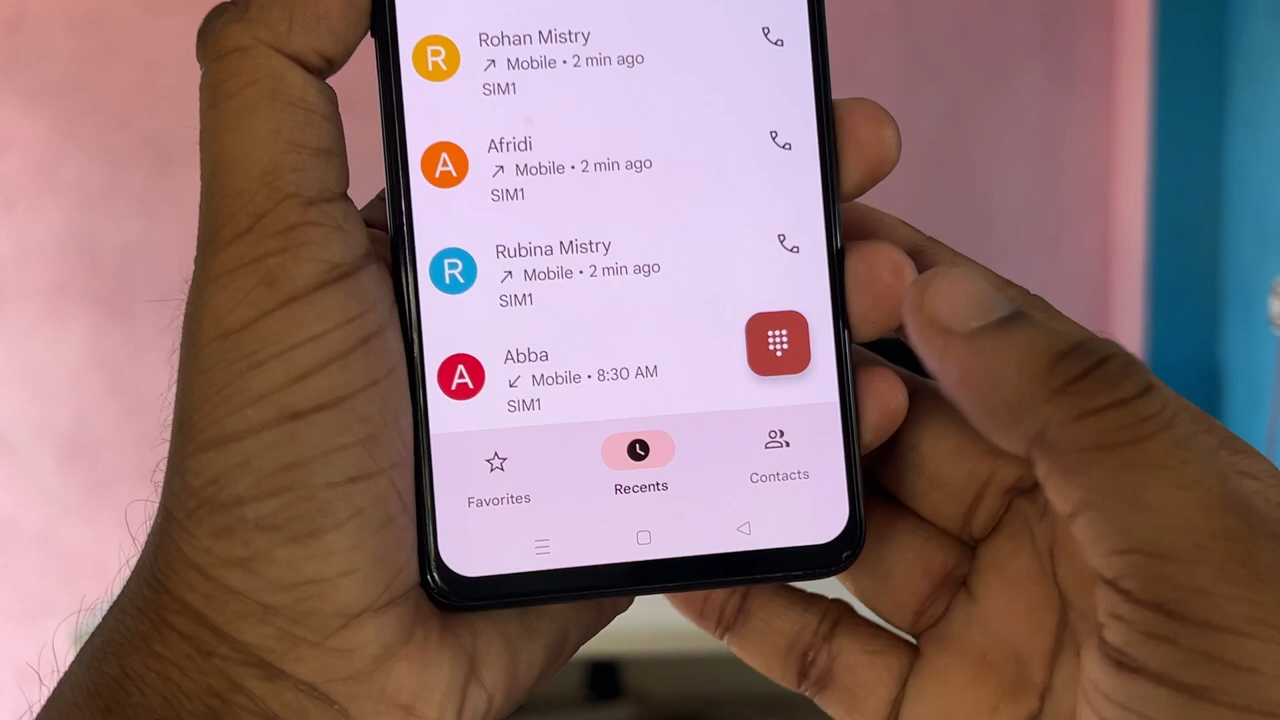 R
Rohan Mistry
Mobile • 2 min ago
SIM1
A
Afridi
Mobile • 2 min ago
SIM1
R
Rubina Mistry
Mobile • 2 min ago
SIM1
A
Abba
Mobile • 8:30 AM
SIM1
Favorites
Recents
Contacts